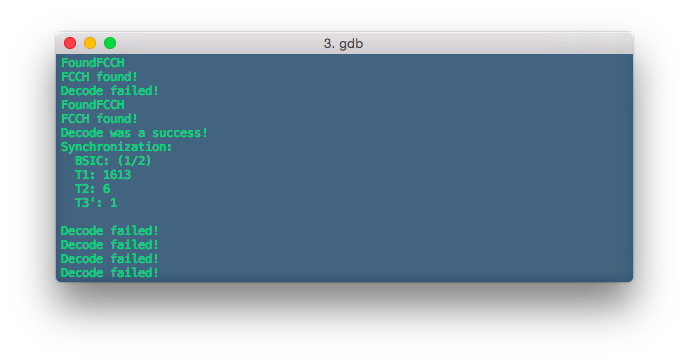 3. gdb
FoundFCCH
FCCH found!
Decode failed!
FoundFCCH
FCCH found!
Decode was a success!
Synchronization:
  BSIC: (1/2)
  T1: 1613
  T2: 6
  T3': 1

Decode failed!
Decode failed!
Decode failed!
Decode failed!